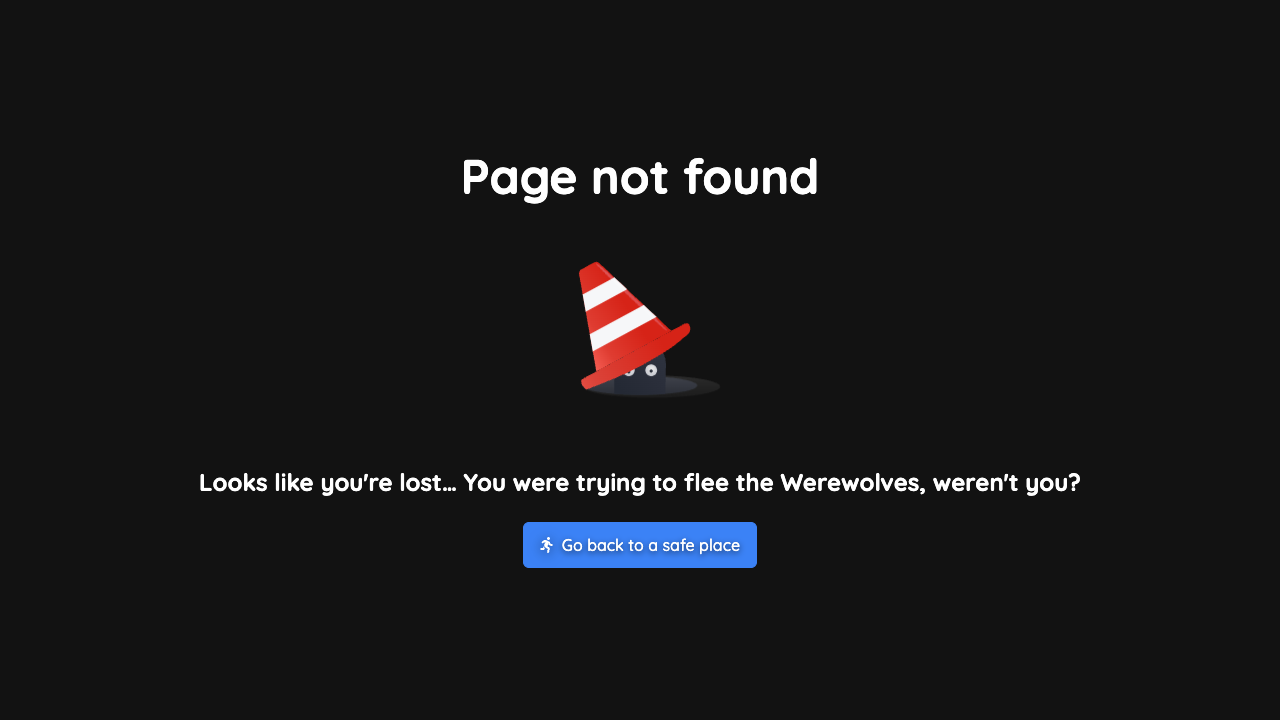 Page not found
Looks like you're lost... You were trying to flee the Werewolves, weren't you?
Go back to a safe place